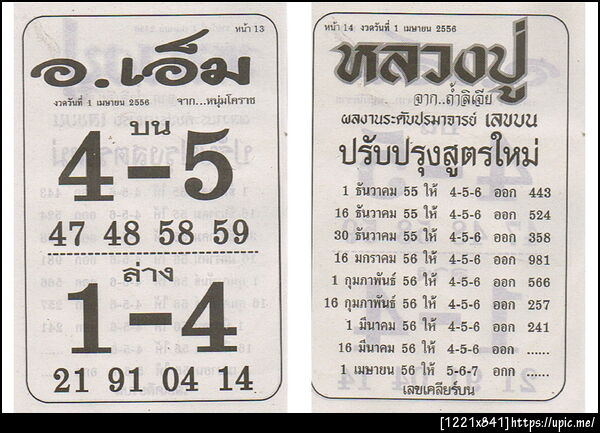 หน้า 13
อ.เอ็ม
งวดวันที่ 1 เมษายน 2556 จาก...หนุ่มโคราช
บน
4-5
47 48 58 59
ล่าง
1-4
21 91 04 14
หน้า 14 งวดวันที่ 1 เมษายน 2556
หลวงปู่
จาก..ถ้ำลิเจีย
ผลงานระดับปรมาจารย์ เลขบน
ปรับปรุงสูตรใหม่
1 ธันวาคม 55 ให้ 4-5-6 ออก 443
16 ธันวาคม 55 ให้ 4-5-6 ออก 524
30 ธันวาคม 55 ให้ 4-5-6 ออก 358
16 มกราคม 56 ให้ 4-5-6 ออก 981
1 กุมภาพันธ์ 56 ให้ 4-5-6 ออก 566
16 กุมภาพันธ์ 56 ให้ 4-5-6 ออก 257
1 มีนาคม 56 ให้ 4-5-6 ออก 241
16 มีนาคม 56 ให้ 4-5-6 ออก ......
1 เมษายน 56 ให้ 5-6-7 ออก ......
เลขเคลียร์บน
[1221x841]https://upic.me/